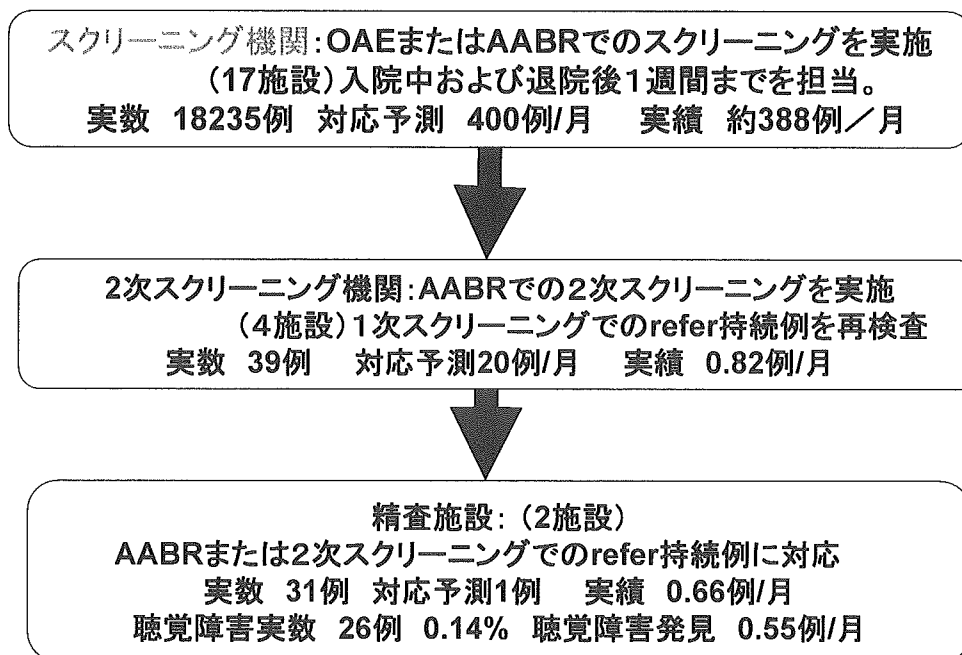 スクリーニング機関:OAEまたはAABRでのスクリーニングを実施
(17施設)入院中および退院後1週間までを担当。
実数 18235例 対応予測 400例/月 実績 約388例/月
2次スクリーニング機関:AABRでの2次スクリーニングを実施
(4施設)1次スクリーニングでのrefer持続例を再検査
実数 39例 対応予測20例/月 実績 0.82例/月
精査施設: (2施設)
AABRまたは2次スクリーニングでのrefer持続例に対応
実数 31例 対応予測1例 実績 0.66例/月
聴覚障害実数 26例 0.14% 聴覚障害発見 0.55例/月